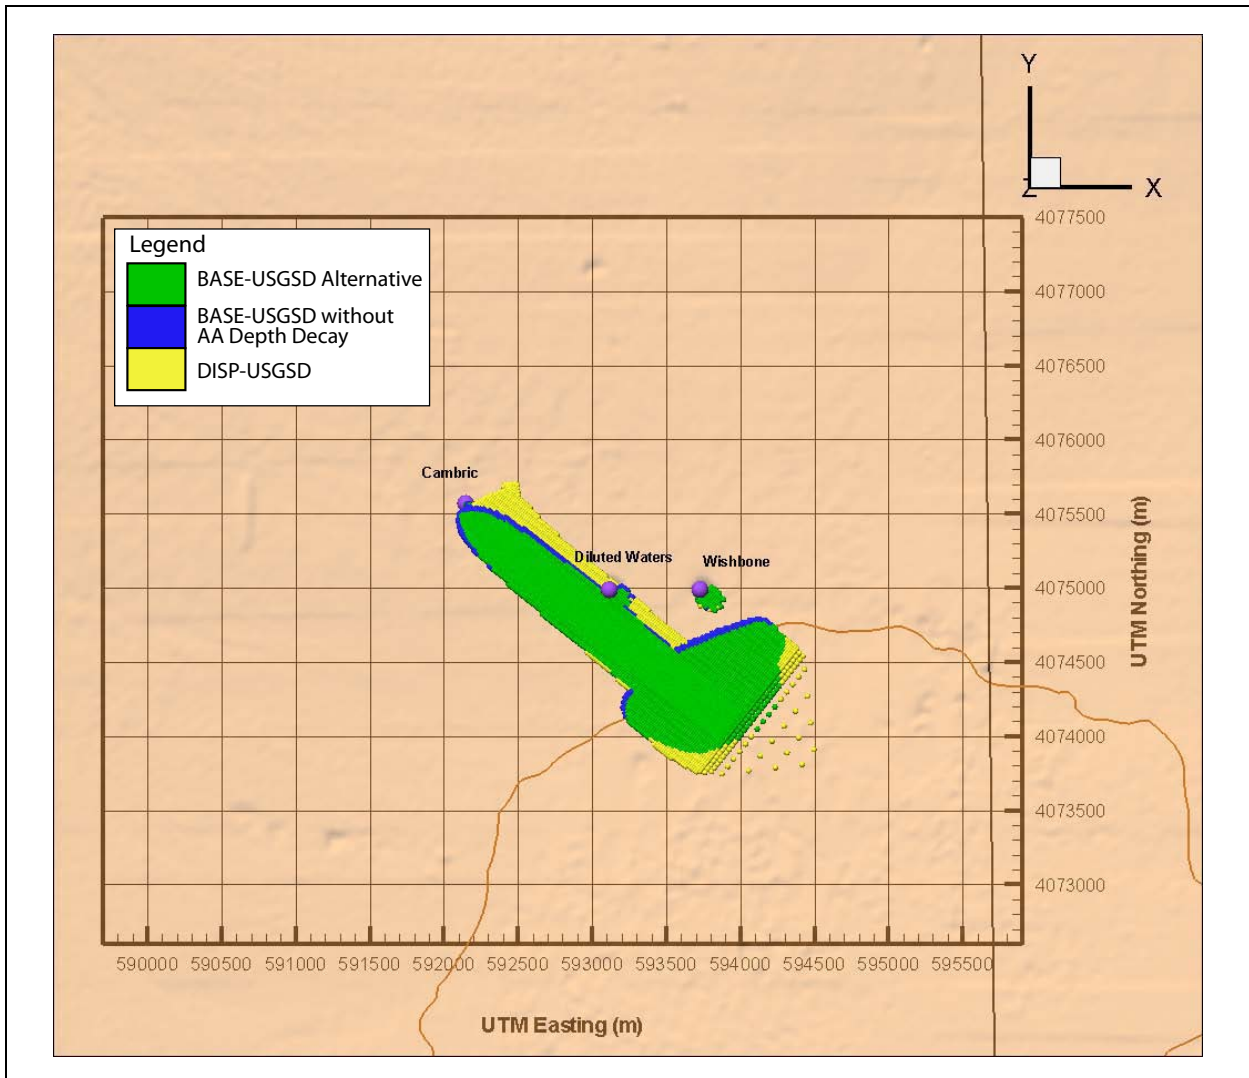 Y
Z
X
Legend
BASE-USGSD Alternative
BASE-USGSD without
AA Depth Decay
DISP-USGSD
4077500
4077000
4076500
4076000
4075500
4075000
4074500
4074000
4073500
4073000
UTM Northing (m)
Cambric
Diluted Waters
Wishbone
590000 590500 591000 591500 592000 592500 593000 593500 594000 594500 595000 595500
UTM Easting (m)